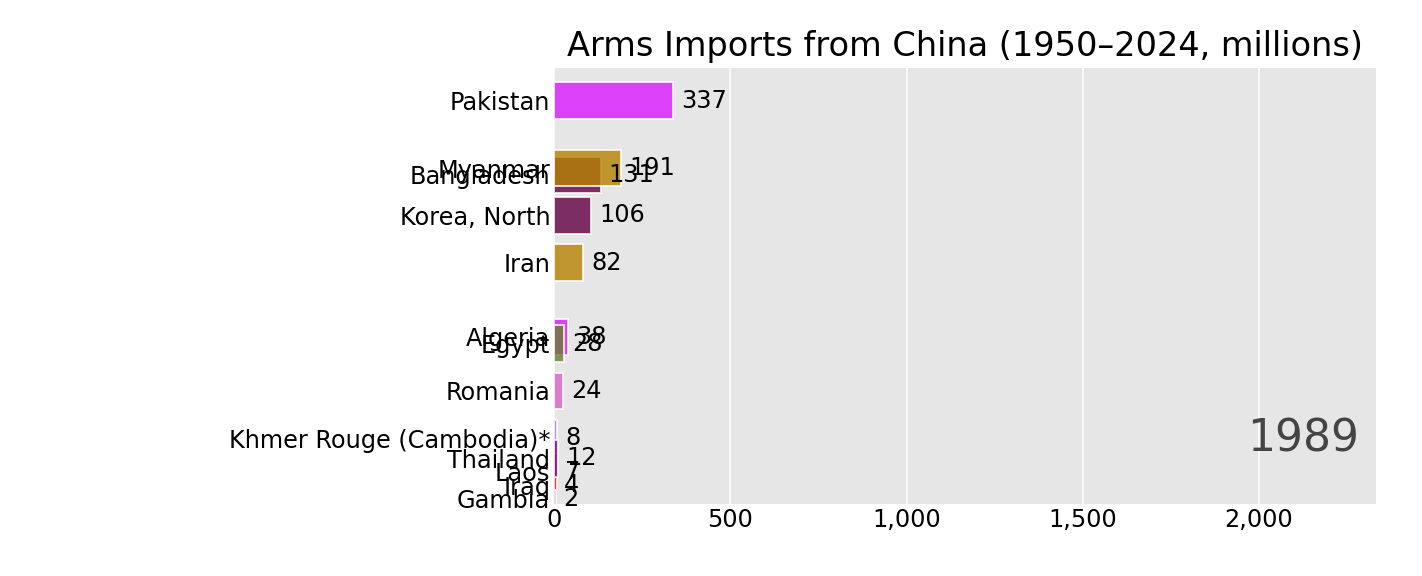 Arms Imports from China (1950–2024, millions)
Pakistan 337
Myanmar 191
Bangladesh 131
Korea, North 106
Iran 82
Algeria 38
Egypt 28
Romania 24
Khmer Rouge (Cambodia)* 8
Thailand 12
Laos 7
Iraq 4
Gambia 2
1989
0 500 1,000 1,500 2,000